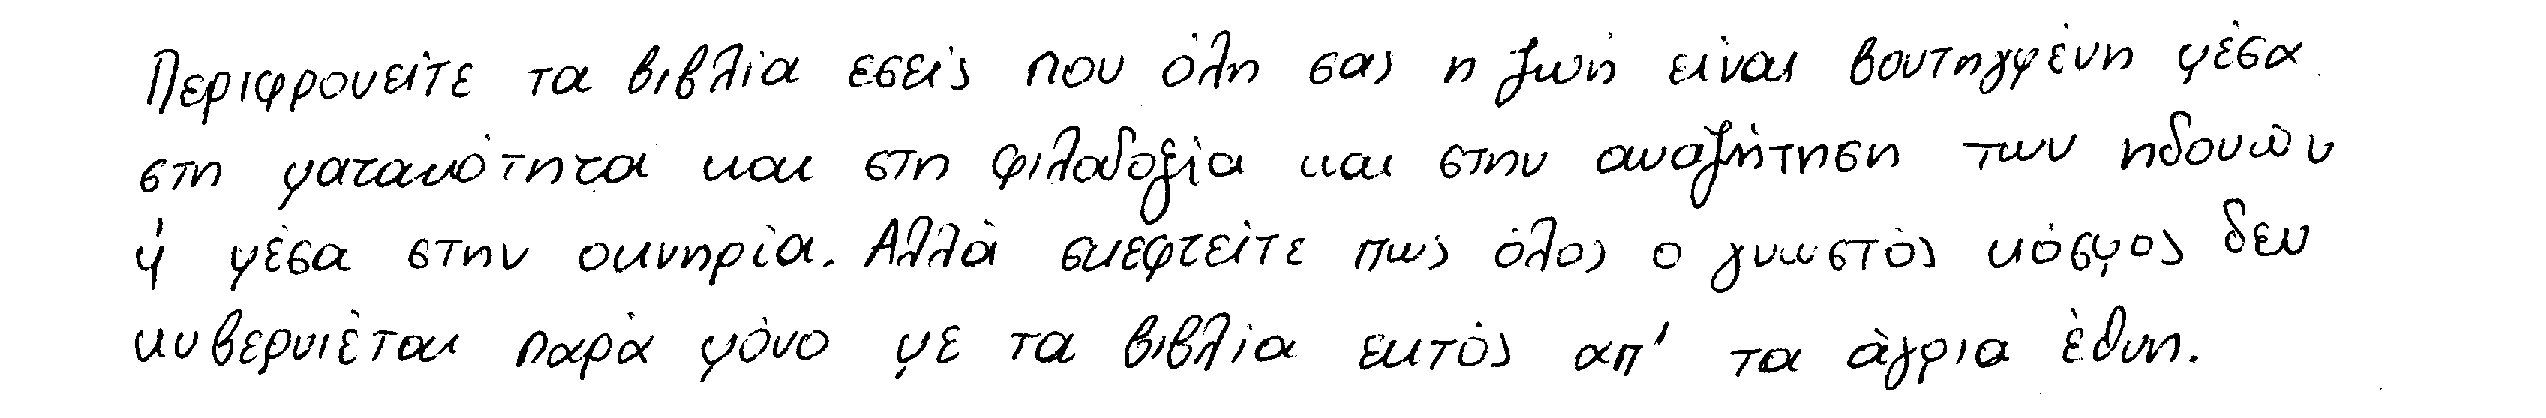 Περιφρονείτε τα βιβλία εσείς που όλη σας η ζωή είναι βουτηγμένη μέσα
στη ματαιότητα και στη φιλοδοξία και στην αναζήτηση των ηδονών
ή μέσα στην οκνηρία. Αλλά σκεφτείτε πως όλος ο γνωστός κόσμος δεν
κυβερνιέται παρά μόνο με τα βιβλία εκτός απ' τα άγρια έθνη.